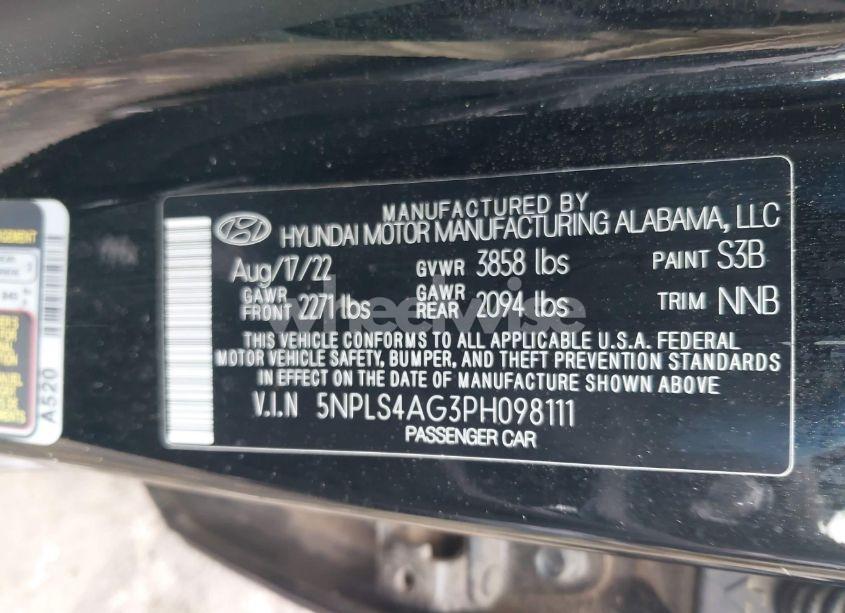 MANUFACTURED BY
HYUNDAI MOTOR MANUFACTURING ALABAMA, LLC
Aug/17/22 GVWR 3858 lbs PAINT S3B
GAWR FRONT 2271 lbs GAWR REAR 2094 lbs TRIM NNB
wheelwise
THIS VEHICLE CONFORMS TO ALL APPLICABLE U.S.A. FEDERAL
MOTOR VEHICLE SAFETY, BUMPER, AND THEFT PREVENTION STANDARDS
IN EFFECT ON THE DATE OF MANUFACTURE SHOWN ABOVE
V.I.N 5NPLS4AG3PH098111
PASSENGER CAR
A520